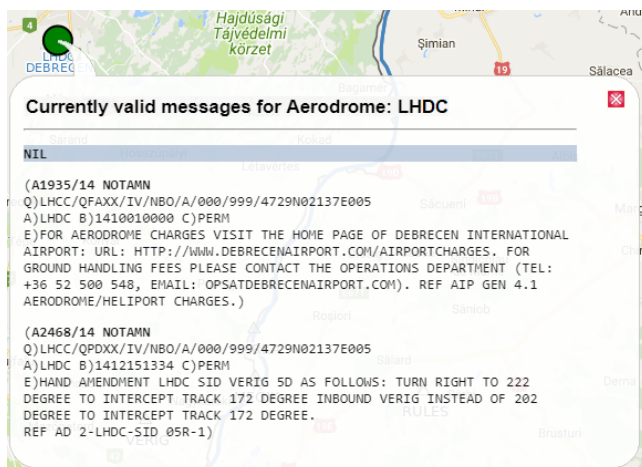 4
Hajdúsági
Tájvédelmi
körzet
LHDC
DEBRECEN
Şimian
19
Sălacea
Currently valid messages for Aerodrome: LHDC
NIL
(A1935/14 NOTAMN
Q)LHCC/QFAXX/IV/NBO/A/000/999/4729N02137E005
A)LHDC B)1410010000 C)PERM
E)FOR AERODROME CHARGES VISIT THE HOME PAGE OF DEBRECEN INTERNATIONAL
AIRPORT: URL: HTTP://WWW.DEBRECENAIRPORT.COM/AIRPORTCHARGES. FOR
GROUND HANDLING FEES PLEASE CONTACT THE OPERATIONS DEPARTMENT (TEL:
+36 52 500 548, EMAIL: OPSATDEBRECENAIRPORT.COM). REF AIP GEN 4.1
AERODROME/HELIPORT CHARGES.)
(A2468/14 NOTAMN
Q)LHCC/QPDXX/IV/NBO/A/000/999/4729N02137E005
A)LHDC B)1412151334 C)PERM
E)HAND AMENDMENT LHDC SID VERIG 5D AS FOLLOWS: TURN RIGHT TO 222
DEGREE TO INTERCEPT TRACK 172 DEGREE INBOUND VERIG INSTEAD OF 202
DEGREE TO INTERCEPT TRACK 172 DEGREE.
REF AD 2-LHDC-SID 05R-1)